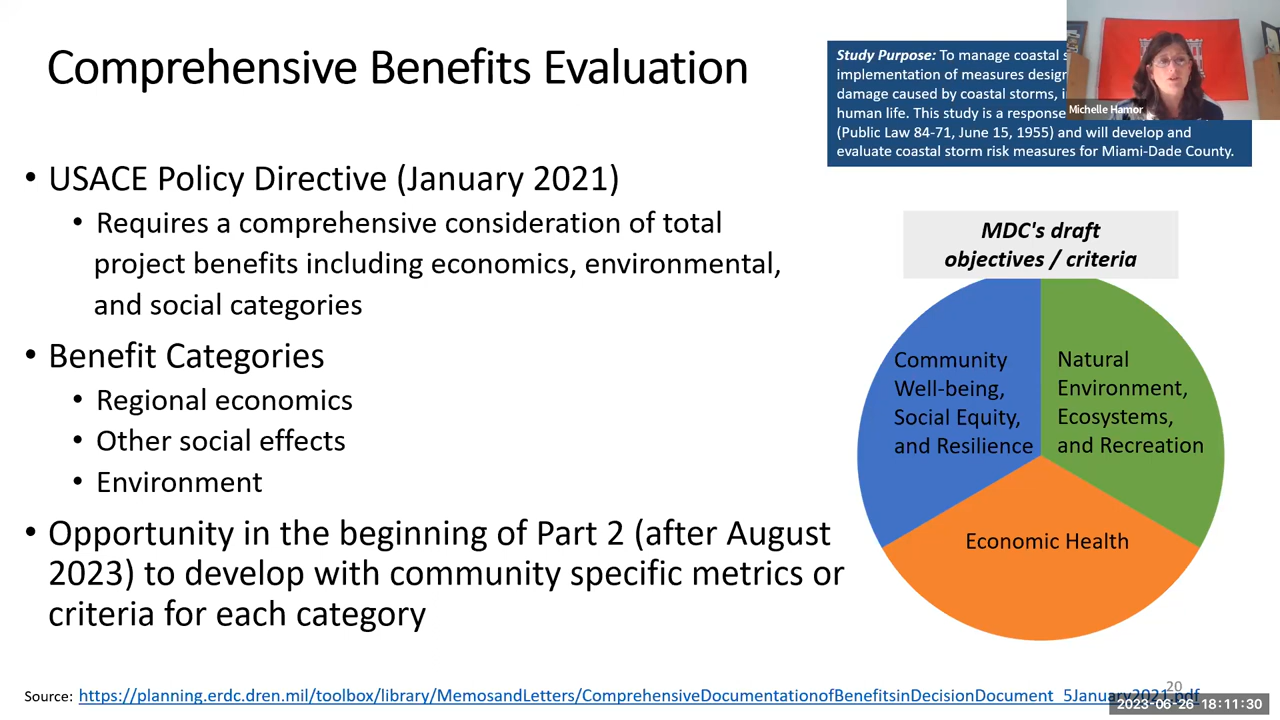 Comprehensive Benefits Evaluation
Study Purpose: To manage coastal
implementation of measures
damage caused by coastal storms,
human life. This study is a response
(Public Law 84-71, June 15, 1955) and will develop and
evaluate coastal storm risk measures for Miami-Dade County.
Michelle Hamor
• USACE Policy Directive (January 2021)
• Requires a comprehensive consideration of total
project benefits including economics, environmental,
and social categories
• Benefit Categories
• Regional economics
• Other social effects
• Environment
• Opportunity in the beginning of Part 2 (after August
2023) to develop with community specific metrics or
criteria for each category
MDC's draft
objectives / criteria
Community
Well-being,
Social Equity,
and Resilience
Natural
Environment,
Ecosystems,
and Recreation
Economic Health
Source: https://planning.erdc.dren.mil/toolbox/library/MemosandLetters/ComprehensiveDocumentationofBenefitsinDecisionDocument_5January2021.pdf
20
2023-06-26 18:11:30